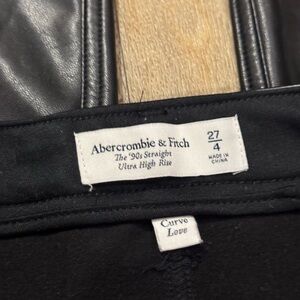 Abercrombie & Fitch
The '90s Straight
Ultra High Rise
27
4
MADE IN
CHINA
Curve
Love